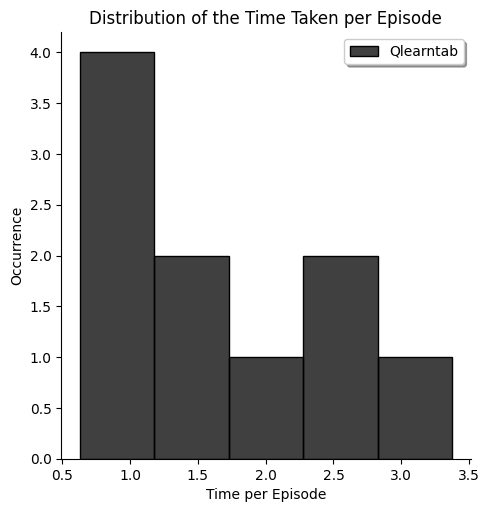 Distribution of the Time Taken per Episode
Qlearntab
4.0
3.5
3.0
2.5
2.0
1.5
1.0
0.5
0.0
Occurrence
0.5 1.0 1.5 2.0 2.5 3.0 3.5
Time per Episode